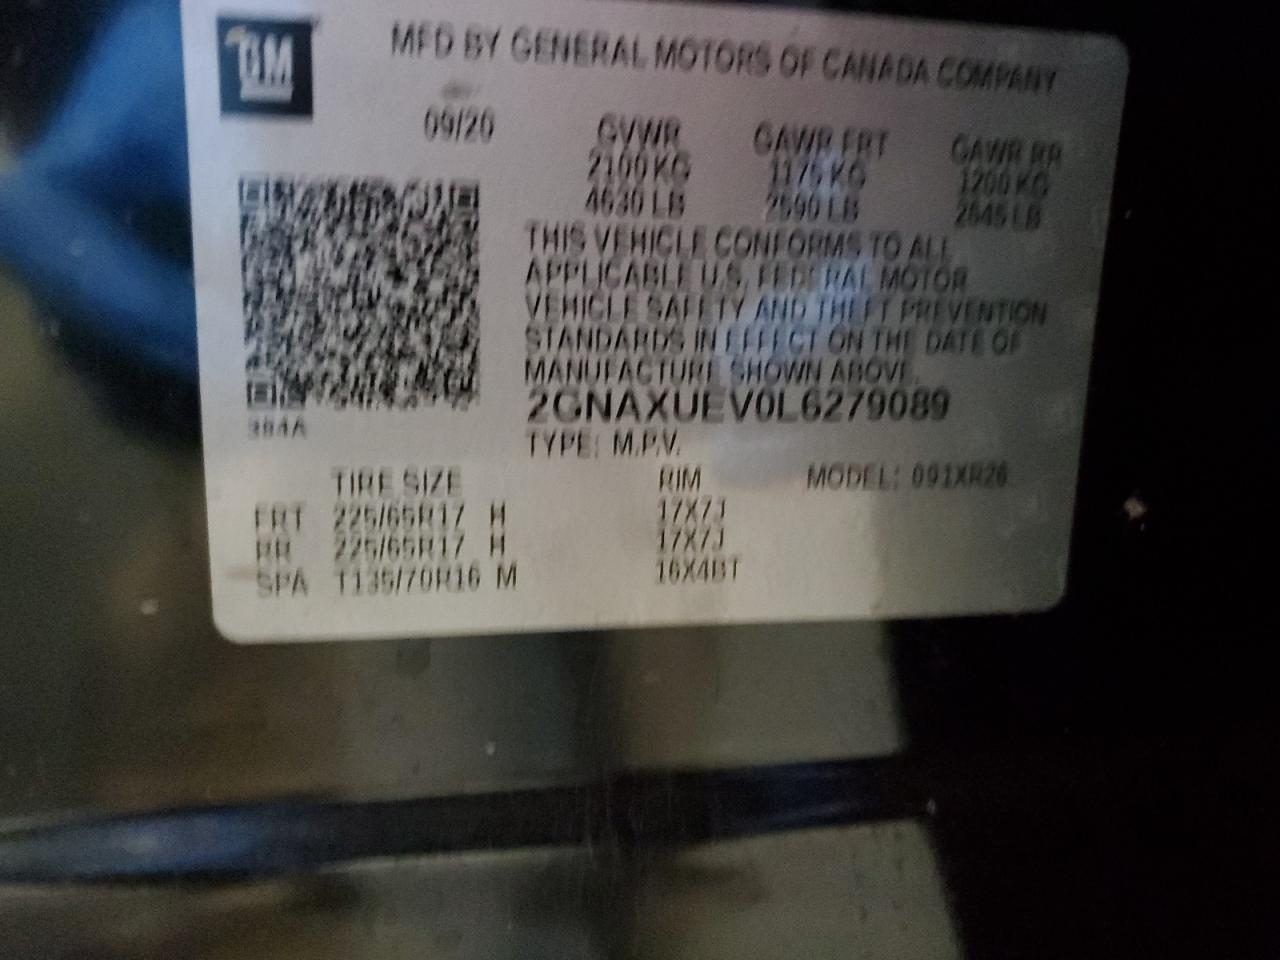 GM
MFD BY GENERAL MOTORS OF CANADA COMPANY
09/20 GVWR GAWR FRT GAWR RR
2100 KG 1175 KG 1200 KG
4630 LB 2590 LB 2645 LB
THIS VEHICLE CONFORMS TO ALL
APPLICABLE U.S. FEDERAL MOTOR
VEHICLE SAFETY AND THEFT PREVENTION
STANDARDS IN EFFECT ON THE DATE OF
MANUFACTURE SHOWN ABOVE.
2GNAXUEV0L6279089
384A
TYPE: M.P.V.
TIRE SIZE RIM MODEL: 091XR26
FRT 225/65R17 H 17X7J
RR 225/65R17 H 17X7J
SPA T135/70R16 M 16X4BT